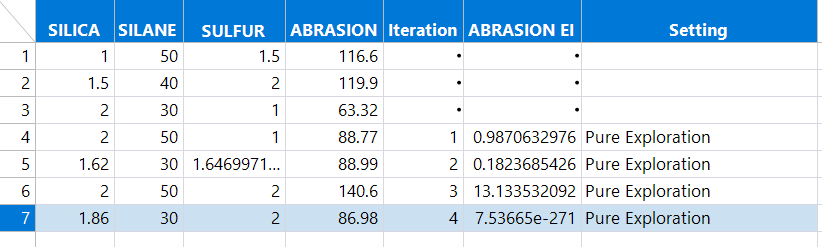 SILICA SILANE SULFUR ABRASION Iteration ABRASION EI Setting
1 1 50 1.5 116.6 • •
2 1.5 40 2 119.9 • •
3 2 30 1 63.32 • •
4 2 50 1 88.77 1 0.9870632976 Pure Exploration
5 1.62 30 1.6469971... 88.99 2 0.1823685426 Pure Exploration
6 2 50 2 140.6 3 13.133532092 Pure Exploration
7 1.86 30 2 86.98 4 7.53665e-271 Pure Exploration